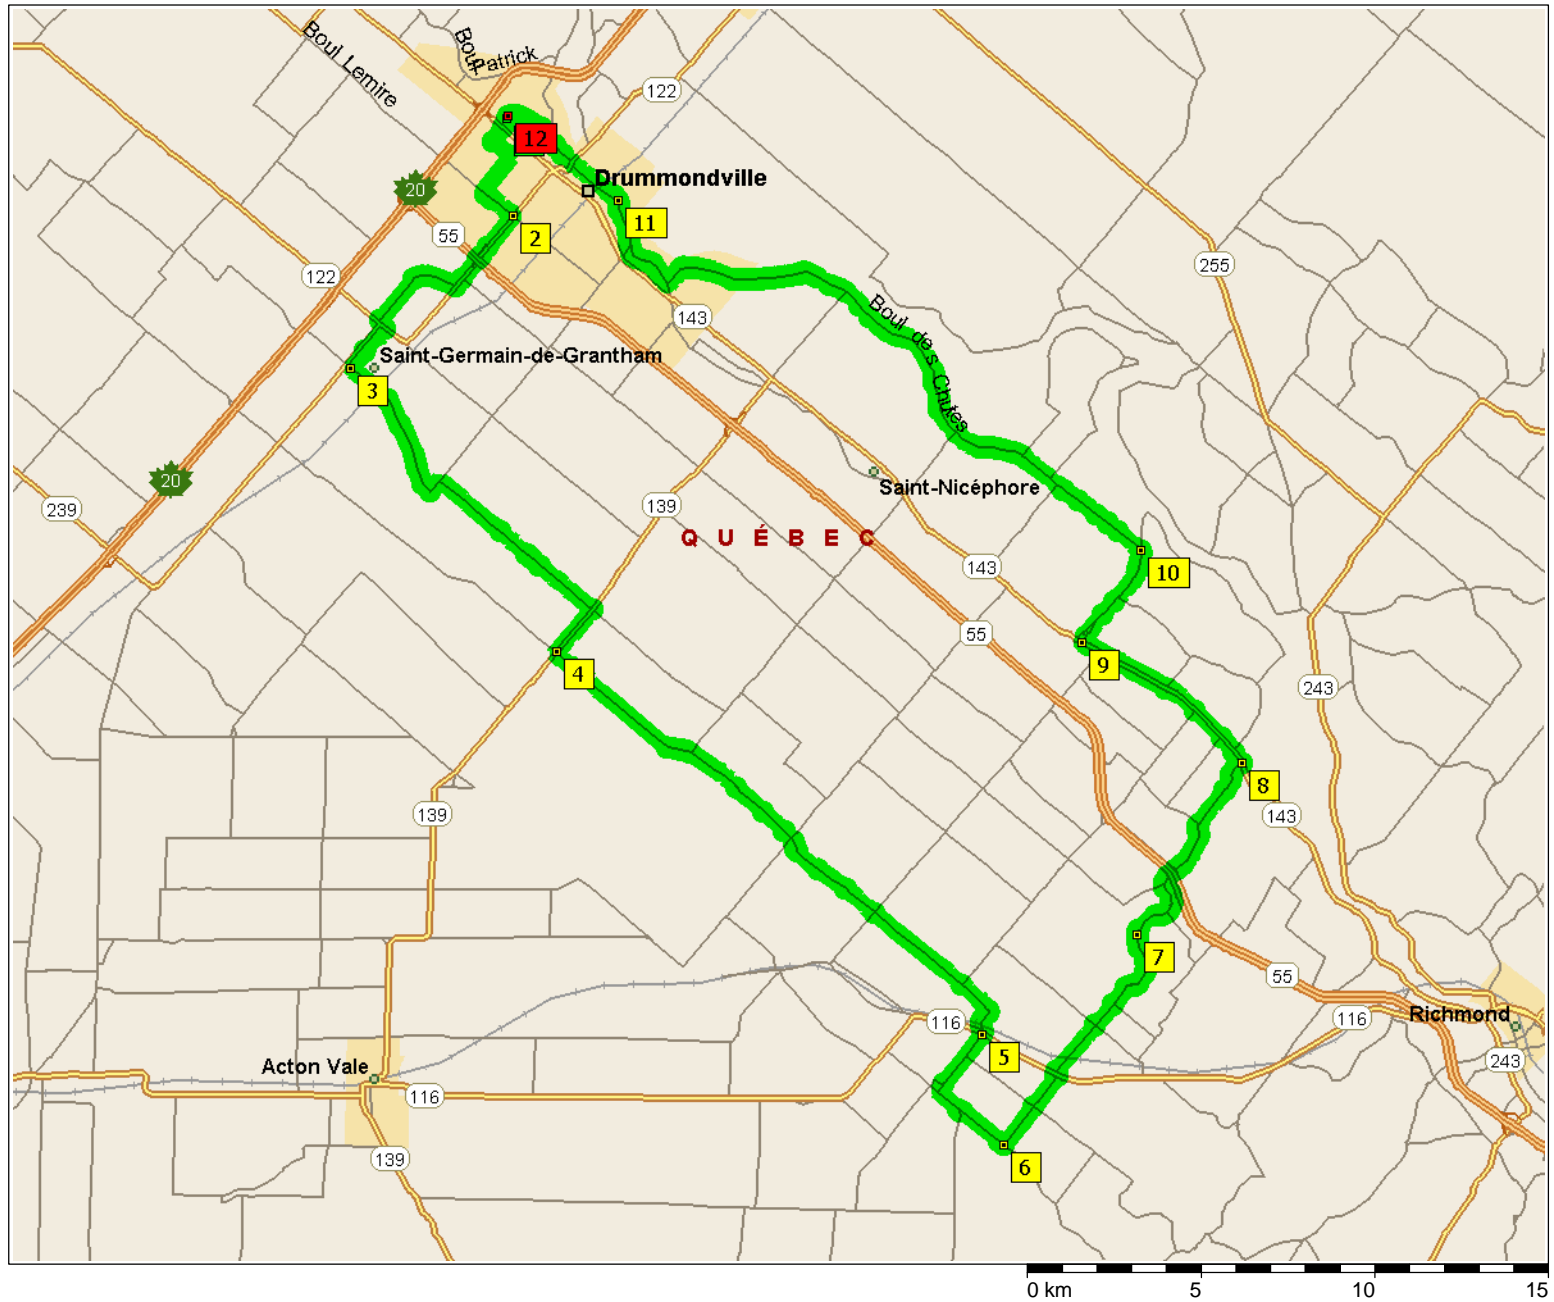 Boul Lemire
Boul
Patrick
122
12
Drummondville
20
11
55
2
255
122
143
Boul de s Chutes
Saint-Germain-de-Grantham
3
20
Saint-Nicéphore
239
139
QUÉBEC
143
10
55
9
4
243
8
139
143
7
55
116
116
Richmond
5
243
Acton Vale
116
139
6
0 km 5 10 15